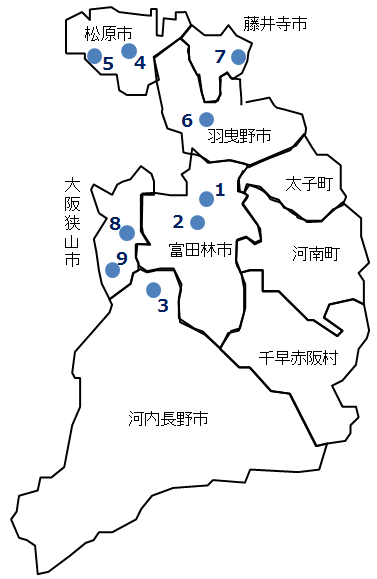 藤井寺市
松原市
5
4
7
6
羽曳野市
太子町
大阪狭山市
1
2
8
富田林市
河南町
9
3
千早赤阪村
河内長野市